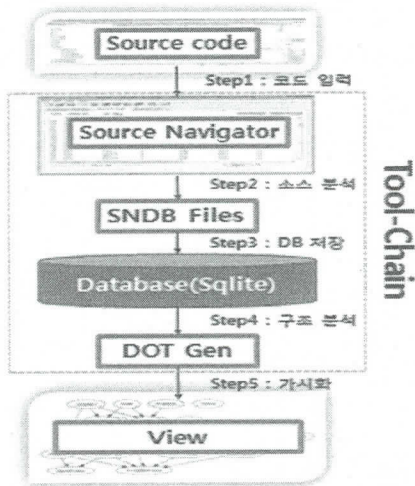 Source code
Step1 : 코드 입력
Source Navigator
Step2 : 소스 분석
SNDB Files
Step3 : DB 저장
Database(Sqlite)
Step4 : 구조 분석
DOT Gen
Step5 : 가시화
View
Tool-Chain